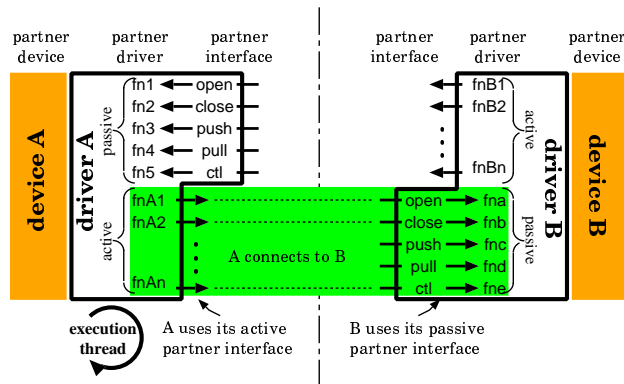 partner device
partner driver
partner interface
partner interface
partner driver
partner device
device A
driver A
passive
fn1 open
fn2 close
fn3 push
fn4 pull
fn5 ctl
active
fnA1
fnA2
fnAn
A connects to B
fnB1
fnB2
fnBn
active
driver B
device B
open fna
close fnb
push fnc
pull fnd
ctl fne
passive
execution
thread
A uses its active
partner interface
B uses its passive
partner interface